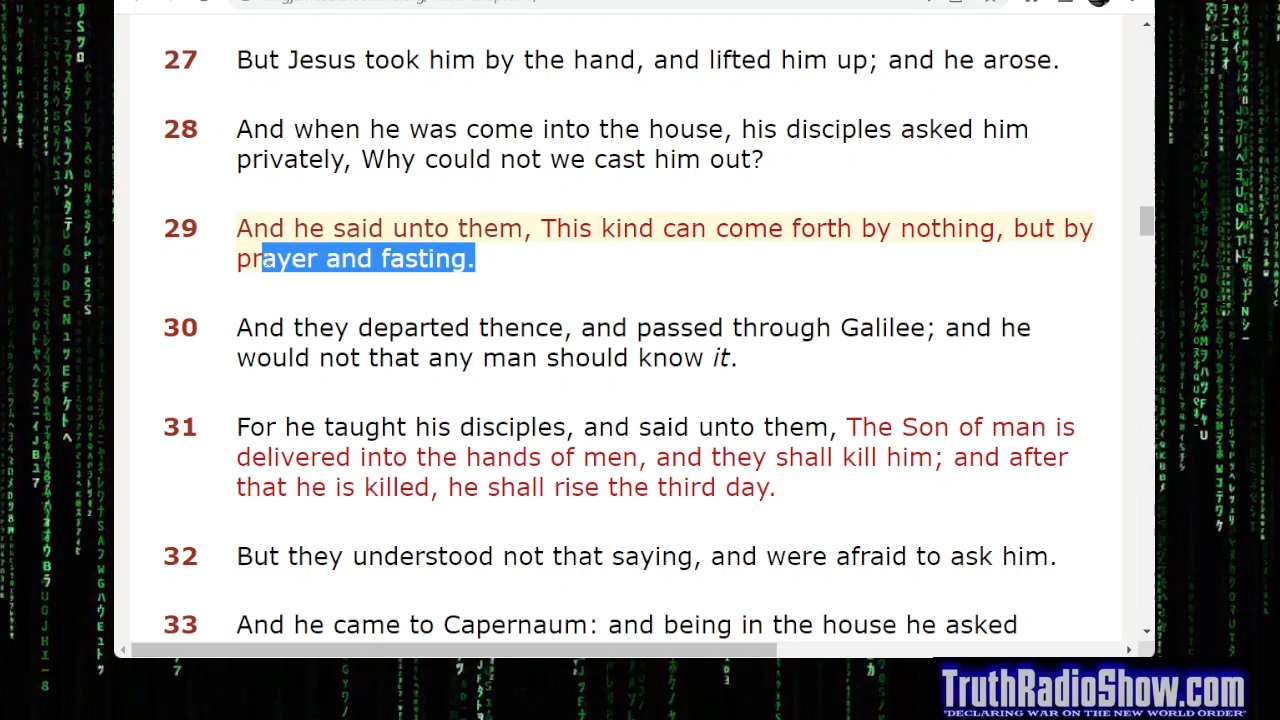 27 But Jesus took him by the hand, and lifted him up; and he arose.
28 And when he was come into the house, his disciples asked him
privately, Why could not we cast him out?
29 And he said unto them, This kind can come forth by nothing, but by
prayer and fasting.
30 And they departed thence, and passed through Galilee; and he
would not that any man should know it.
31 For he taught his disciples, and said unto them, The Son of man is
delivered into the hands of men, and they shall kill him; and after
that he is killed, he shall rise the third day.
32 But they understood not that saying, and were afraid to ask him.
33 And he came to Capernaum: and being in the house he asked
TruthRadioShow.com
"DECLARING WAR ON THE NEW WORLD ORDER"